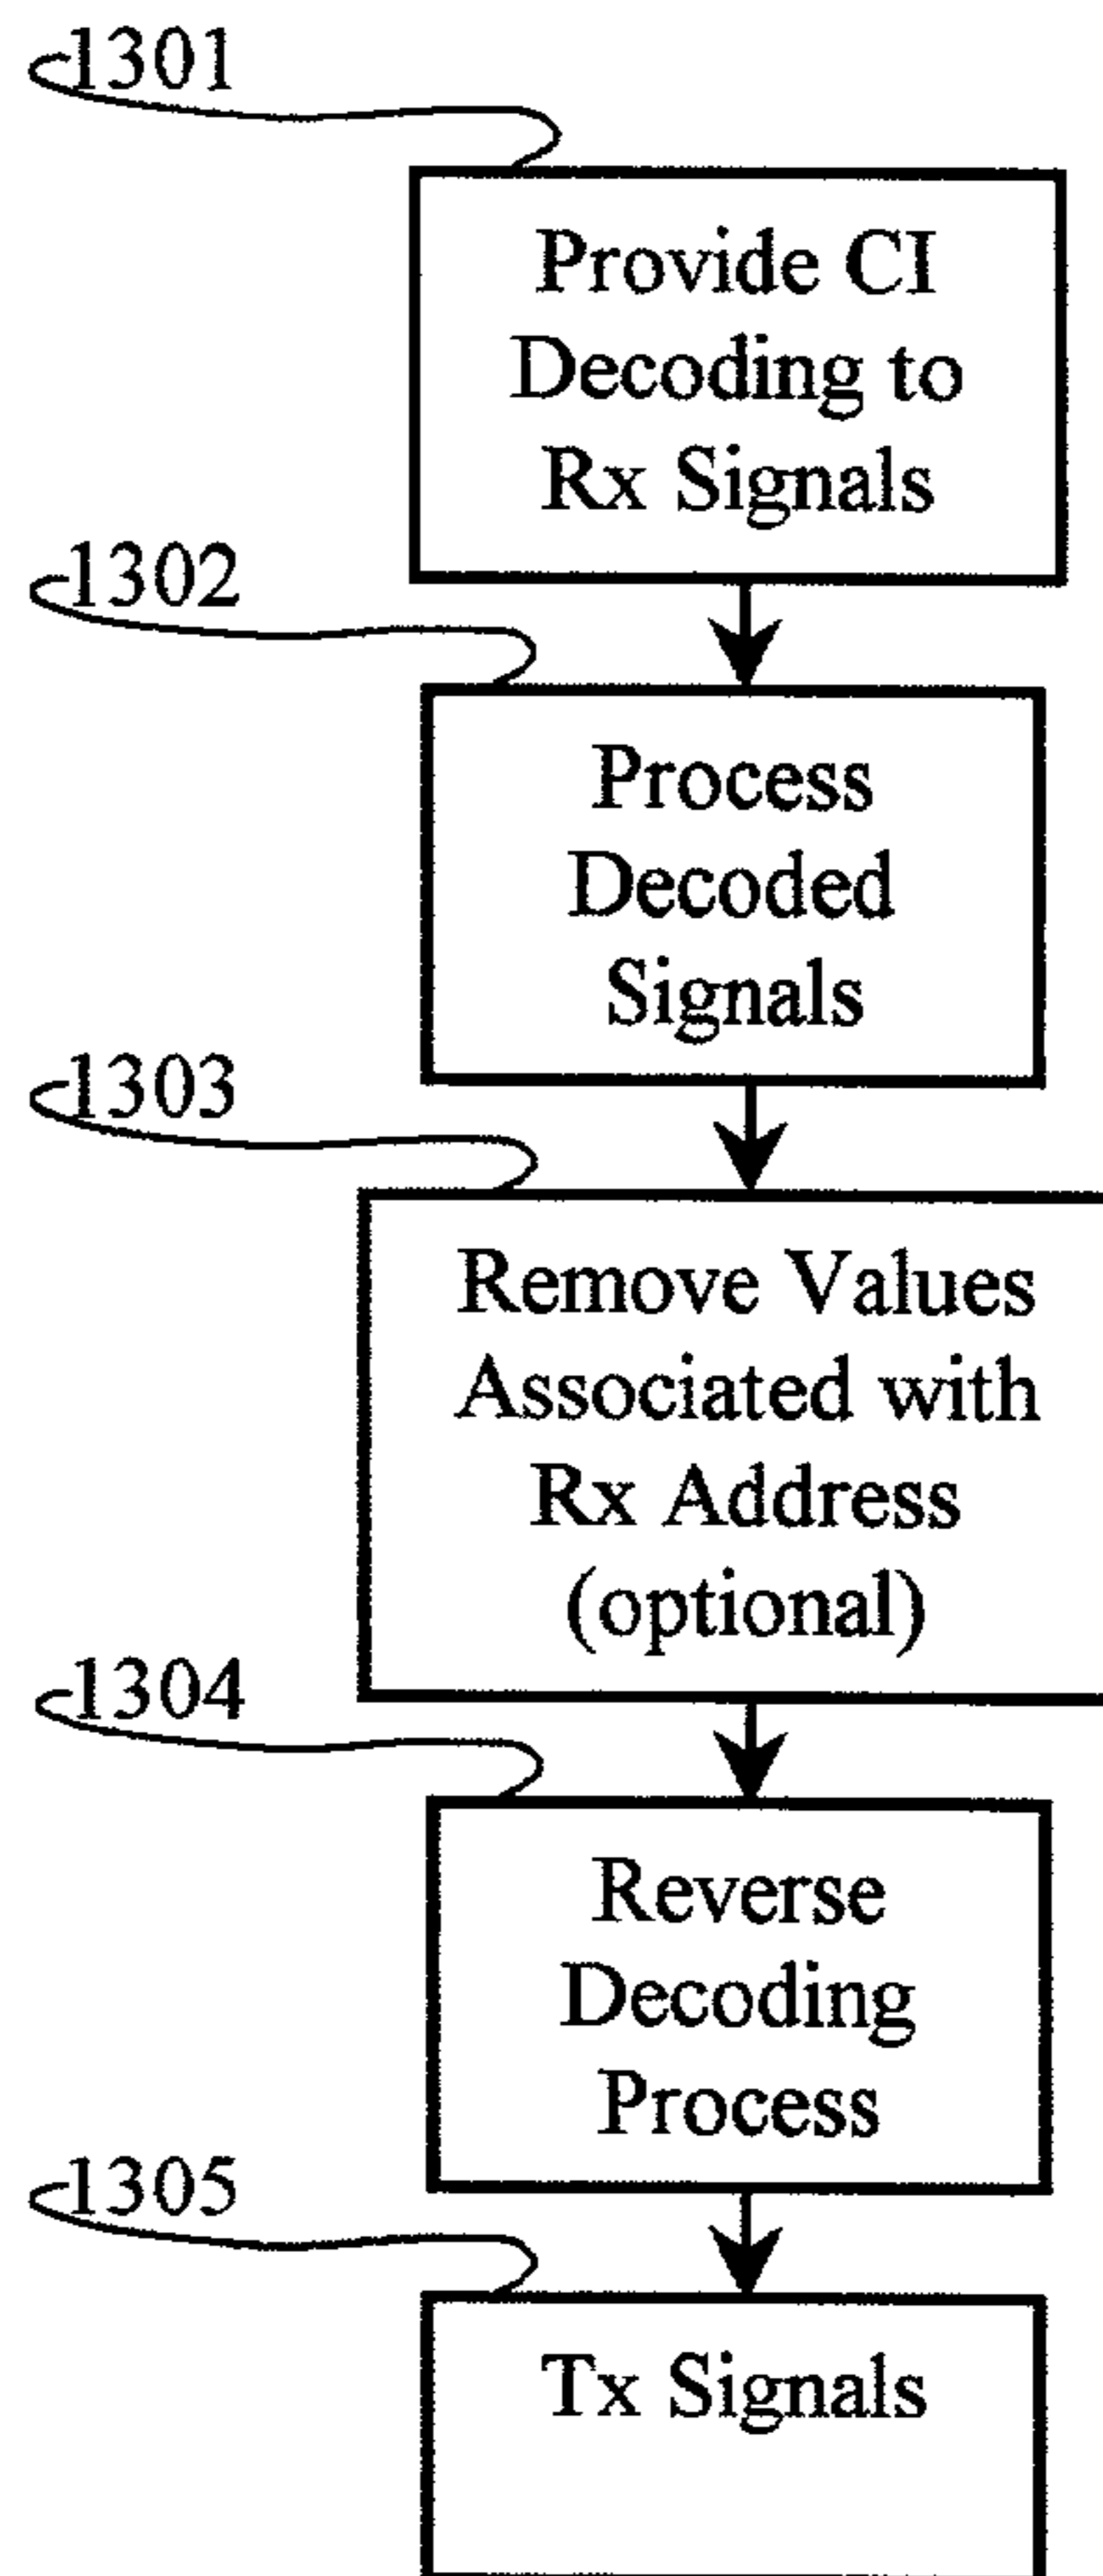 1301
Provide CI
Decoding to
Rx Signals
1302
Process
Decoded
Signals
1303
Remove Values
Associated with
Rx Address
(optional)
1304
Reverse
Decoding
Process
1305
Tx Signals